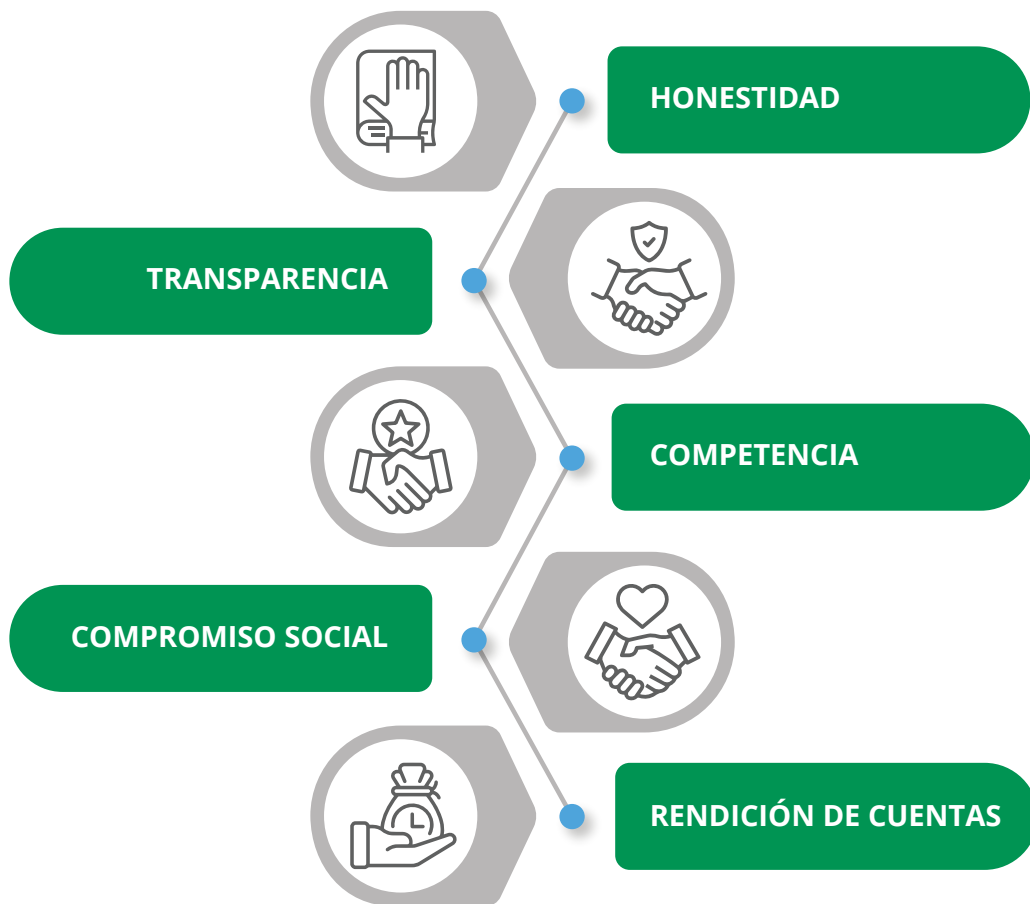 HONESTIDAD
TRANSPARENCIA
COMPETENCIA
COMPROMISO SOCIAL
RENDICIÓN DE CUENTAS